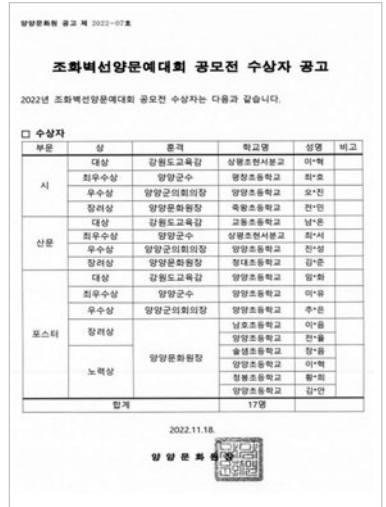 양양문화원 공고 제 2022-07호
조화벽선양문예대회 공모전 수상자 공고
2022년 조화벽선양문예대회 공모전 수상자는 다음과 같습니다.
□ 수상자
부문 상 훈격 학교명 성명 비고
시 대상 강원도교육감 상평초현서분교 이*혁
최우수상 양양군수 평창초등학교 최*호
우수상 양양군의회의장 양양초등학교 오*진
장려상 양양문화원장 죽왕초등학교 전*민
산문 대상 강원도교육감 교동초등학교 남*은
최우수상 양양군수 상평초현서분교 최*서
우수상 양양군의회의장 양양초등학교 진*성
장려상 양양문화원장 청대초등학교 김*준
포스터 대상 강원도교육감 양양초등학교 임*화
최우수상 양양군수 양양초등학교 이*유
우수상 양양군의회의장 양양초등학교 추*은
장려상 양양문화원장 남호초등학교 이*음
양양초등학교 전*율
노력상 솔샘초등학교 장*음
양양초등학교 이*혁
정봉초등학교 황*희
양양초등학교 김*안
합계 17명
2022.11.18.
양양문화원장